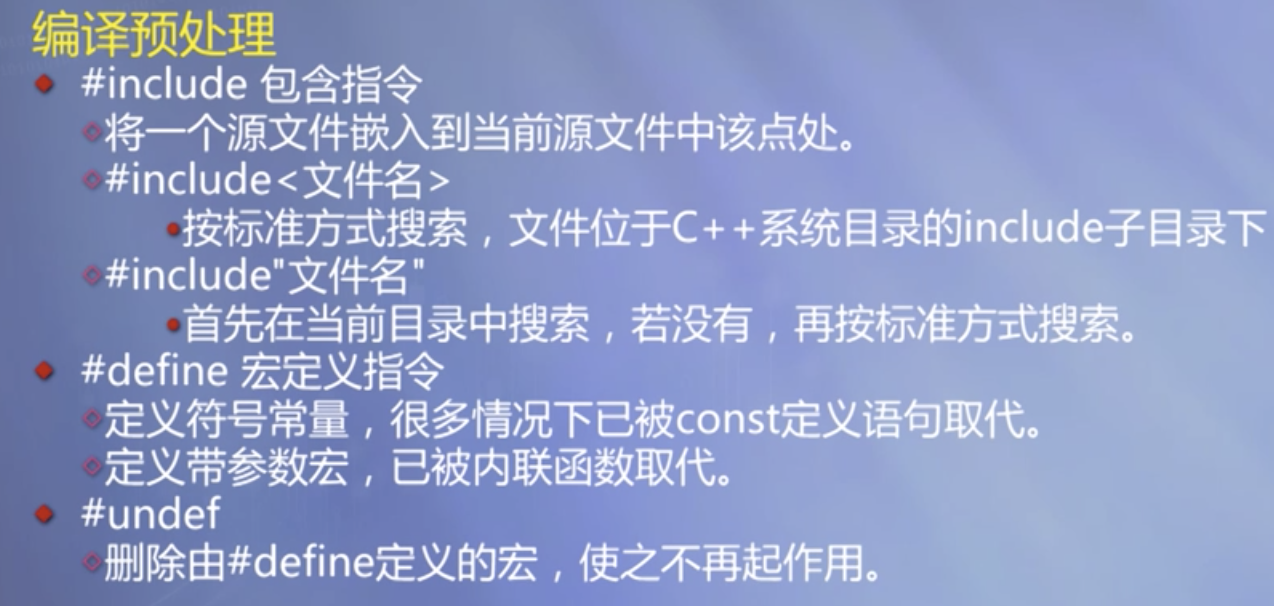 编译预处理
#include 包含指令
将一个源文件嵌入到当前源文件中该点处。
#include<文件名>
按标准方式搜索，文件位于C++系统目录的include子目录下
#include"文件名"
首先在当前目录中搜索，若没有，再按标准方式搜索。
#define 宏定义指令
定义符号常量，很多情况下已被const定义语句取代。
定义带参数宏，已被内联函数取代。
#undef
删除由#define定义的宏，使之不再起作用。